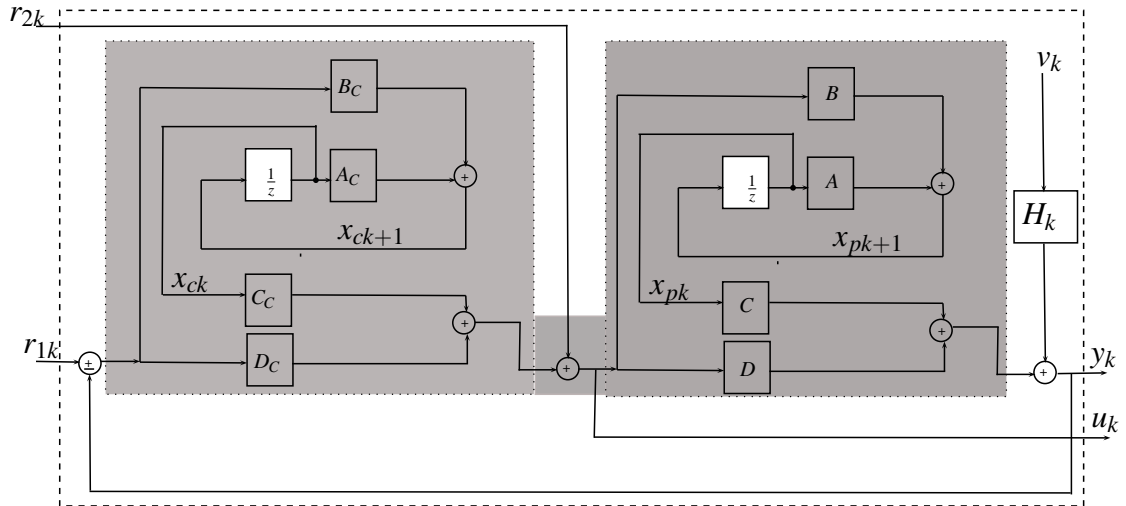 r2k
vk
BC
B
1/z
AC
1/z
A
+
+
xck+1
xpk+1
Hk
xck
CC
xpk
C
+
+
r1k
±
DC
+
D
+
yk
uk